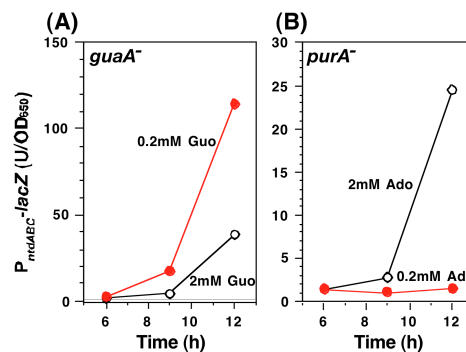 (A) (B)
guaA⁻ purA⁻
P_ntdABC-lacZ (U/OD650)
150
100
50
0
0.2mM Guo
2mM Guo
6 9 12
Time (h)
30
25
20
15
10
5
0
2mM Ado
0.2mM Ad
6 9 12
Time (h)